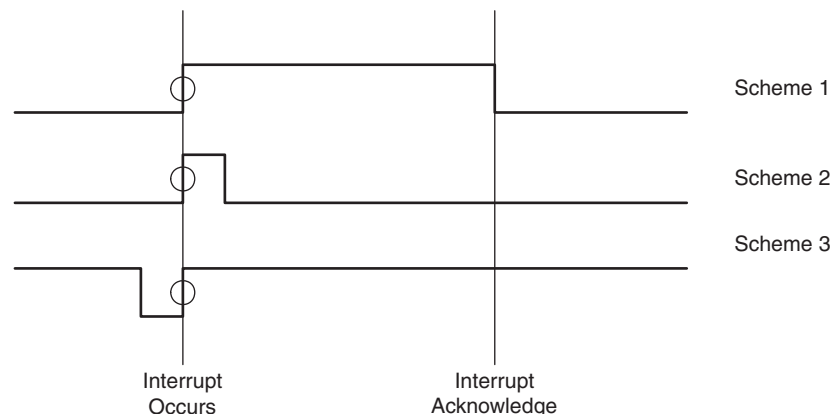 Scheme 1
Scheme 2
Scheme 3
Interrupt
Occurs
Interrupt
Acknowledge